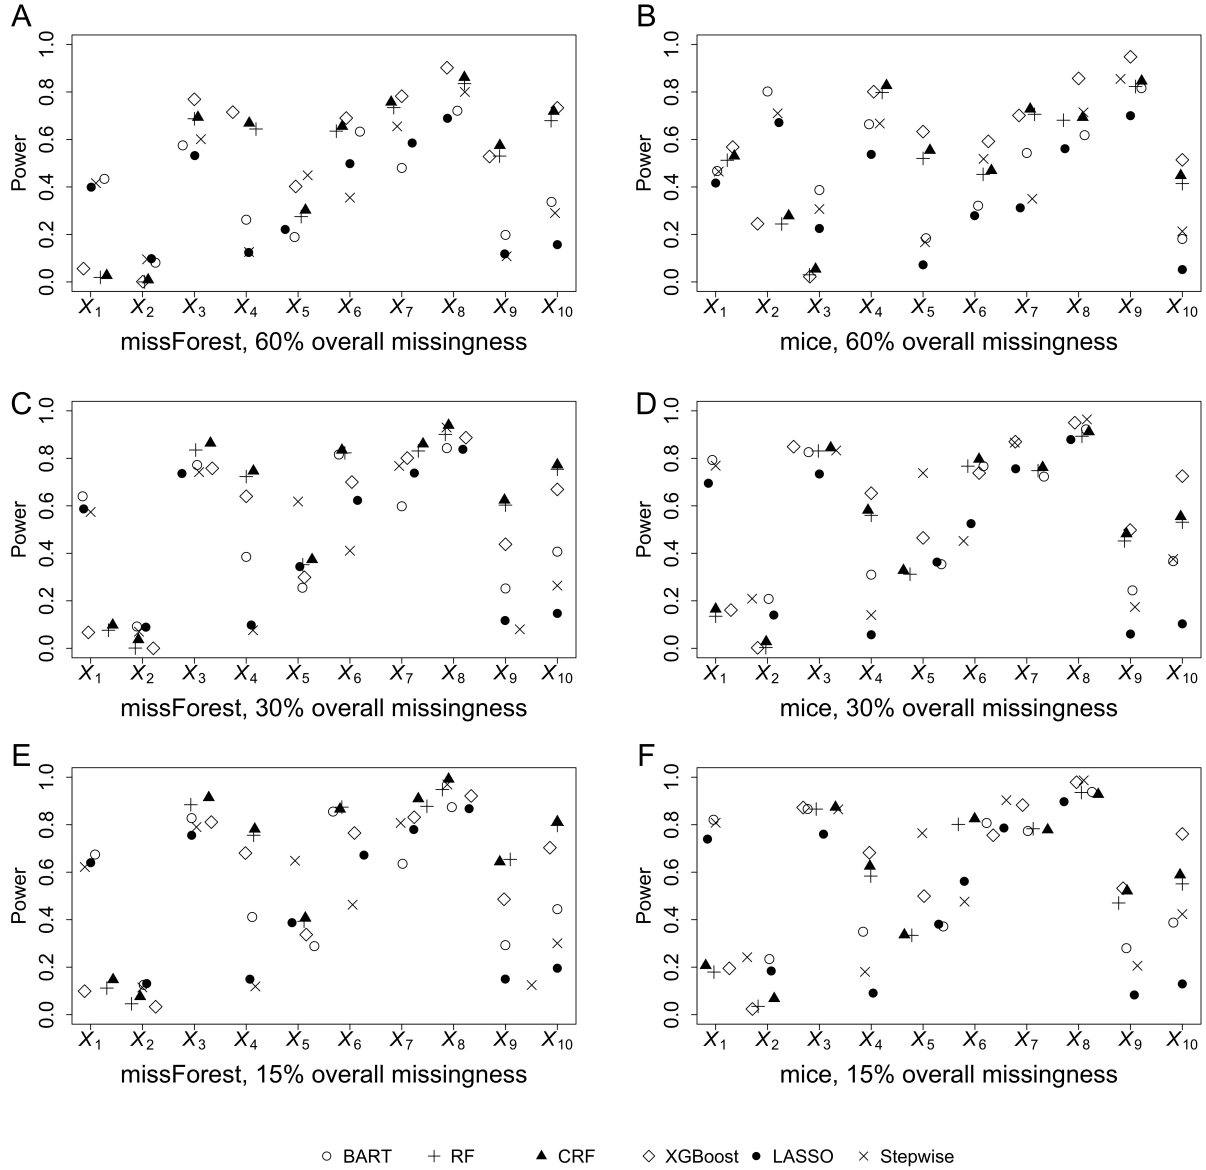 A
Power
0.0 0.2 0.4 0.6 0.8 1.0
X1 X2 X3 X4 X5 X6 X7 X8 X9 X10
missForest, 60% overall missingness
B
Power
0.0 0.2 0.4 0.6 0.8 1.0
X1 X2 X3 X4 X5 X6 X7 X8 X9 X10
mice, 60% overall missingness
C
Power
0.0 0.2 0.4 0.6 0.8 1.0
X1 X2 X3 X4 X5 X6 X7 X8 X9 X10
missForest, 30% overall missingness
D
Power
0.0 0.2 0.4 0.6 0.8 1.0
X1 X2 X3 X4 X5 X6 X7 X8 X9 X10
mice, 30% overall missingness
E
Power
0.0 0.2 0.4 0.6 0.8 1.0
X1 X2 X3 X4 X5 X6 X7 X8 X9 X10
missForest, 15% overall missingness
F
Power
0.0 0.2 0.4 0.6 0.8 1.0
X1 X2 X3 X4 X5 X6 X7 X8 X9 X10
mice, 15% overall missingness
BART RF CRF XGBoost LASSO Stepwise